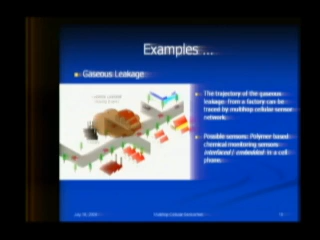 Examples ...
Gaseous Leakage
The trajectory of the gaseous
leakage from a factory can be
traced by multihop cellular sensor
network.
Possible sensors: Polymer based
chemical monitoring sensors
interfaced / embedded in a cell
phone.